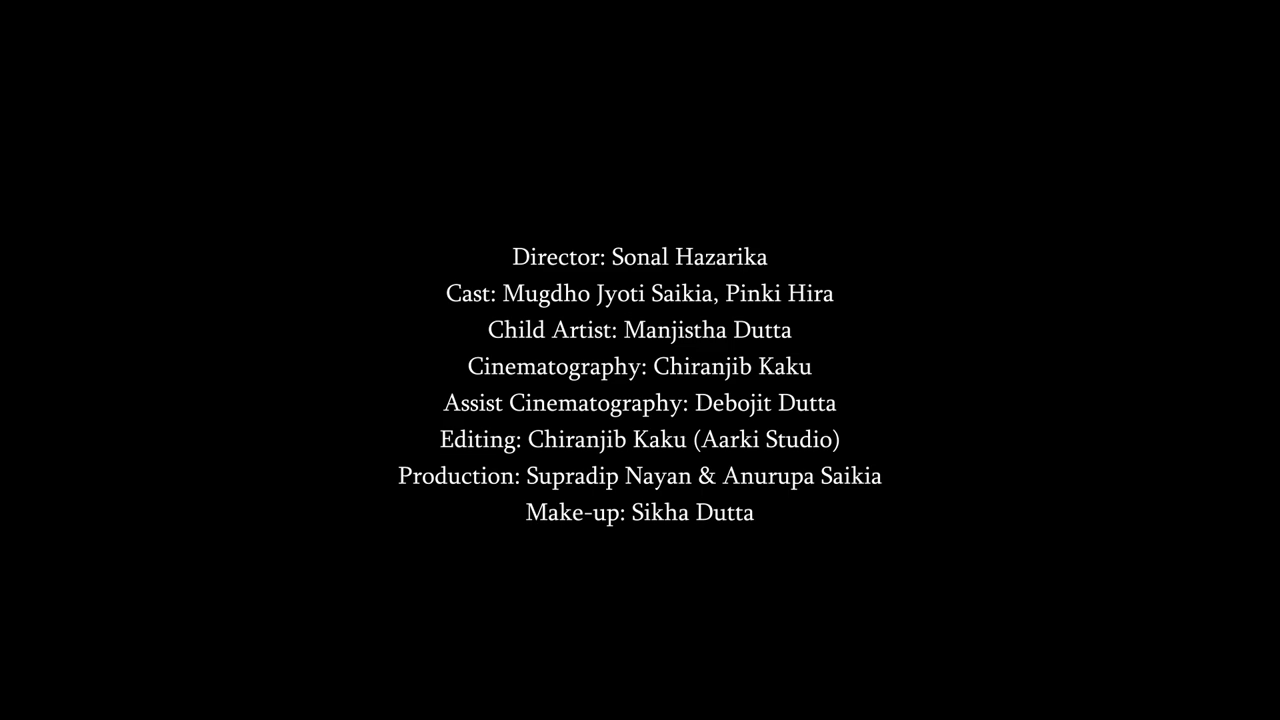 Director: Sonal Hazarika
Cast: Mugdho Jyoti Saikia, Pinki Hira
Child Artist: Manjistha Dutta
Cinematography: Chiranjib Kaku
Assist Cinematography: Debojit Dutta
Editing: Chiranjib Kaku (Aarki Studio)
Production: Supradip Nayan & Anurupa Saikia
Make-up: Sikha Dutta